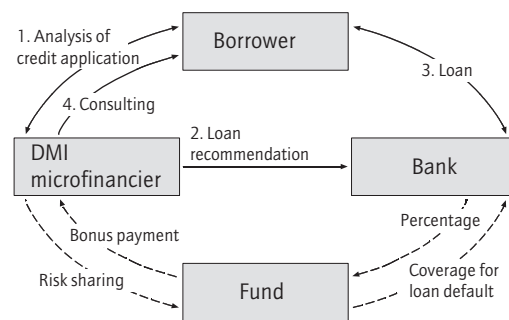 1. Analysis of
credit application
Borrower
3. Loan
4. Consulting
2. Loan
recommendation
DMI
microfinancier
Bank
Bonus payment
Percentage
Risk sharing
Coverage for
loan default
Fund